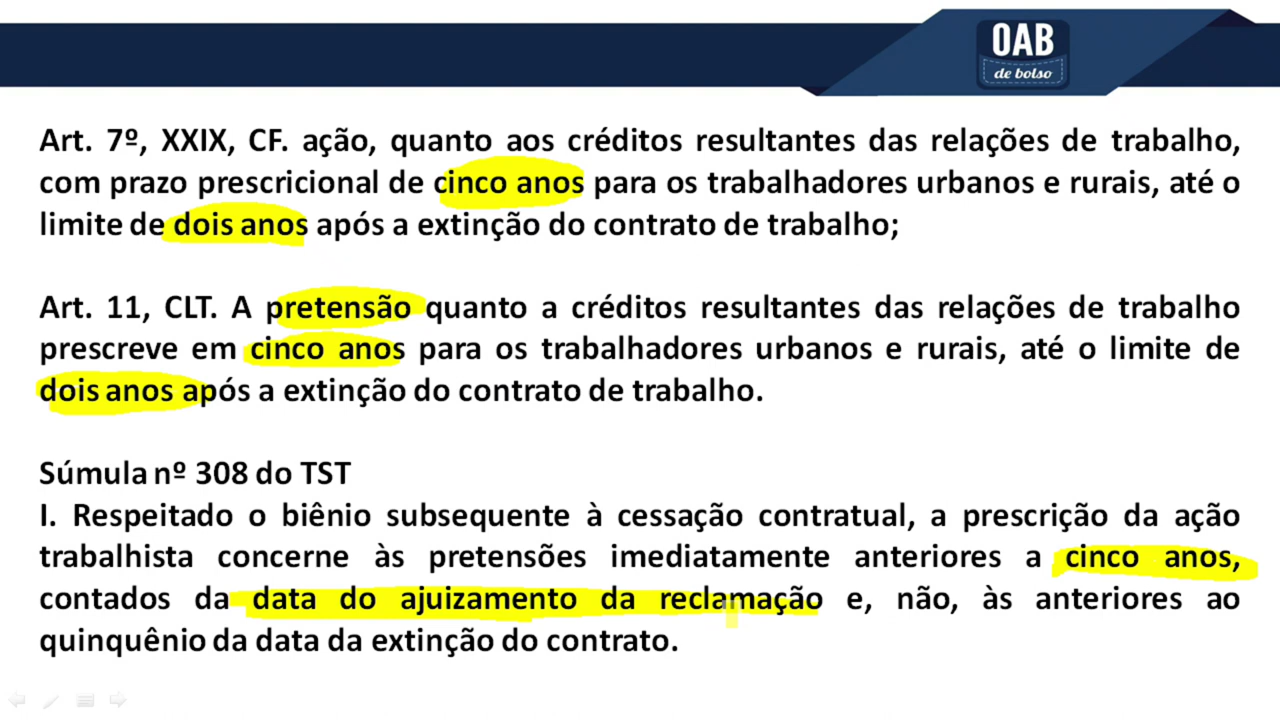 OAB
de bolso
Art. 7º, XXIX, CF. ação, quanto aos créditos resultantes das relações de trabalho,
com prazo prescricional de cinco anos para os trabalhadores urbanos e rurais, até o
limite de dois anos após a extinção do contrato de trabalho;
Art. 11, CLT. A pretensão quanto a créditos resultantes das relações de trabalho
prescreve em cinco anos para os trabalhadores urbanos e rurais, até o limite de
dois anos após a extinção do contrato de trabalho.
Súmula nº 308 do TST
I. Respeitado o biênio subsequente à cessação contratual, a prescrição da ação
trabalhista concerne às pretensões imediatamente anteriores a cinco anos,
contados da data do ajuizamento da reclamação e, não, às anteriores ao
quinquênio da data da extinção do contrato.